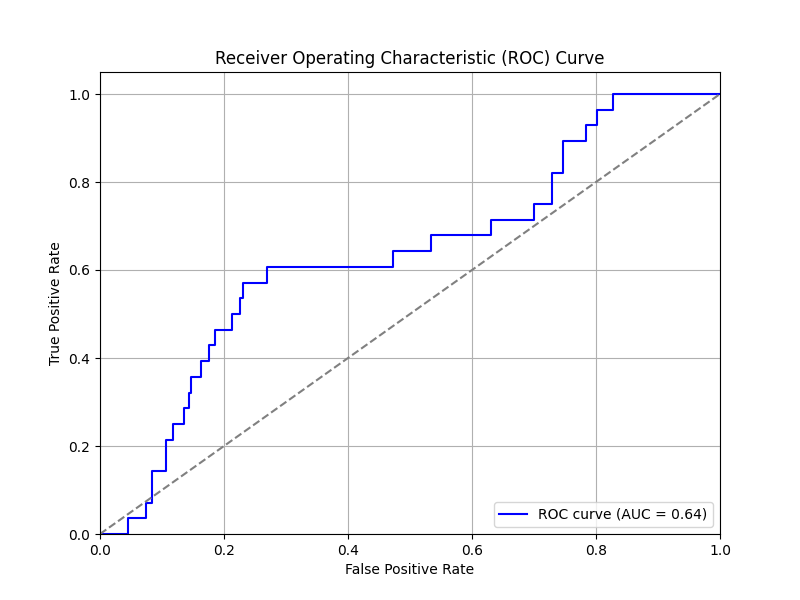 Receiver Operating Characteristic (ROC) Curve
True Positive Rate
1.0
0.8
0.6
0.4
0.2
0.0
ROC curve (AUC = 0.64)
0.0 0.2 0.4 0.6 0.8 1.0
False Positive Rate